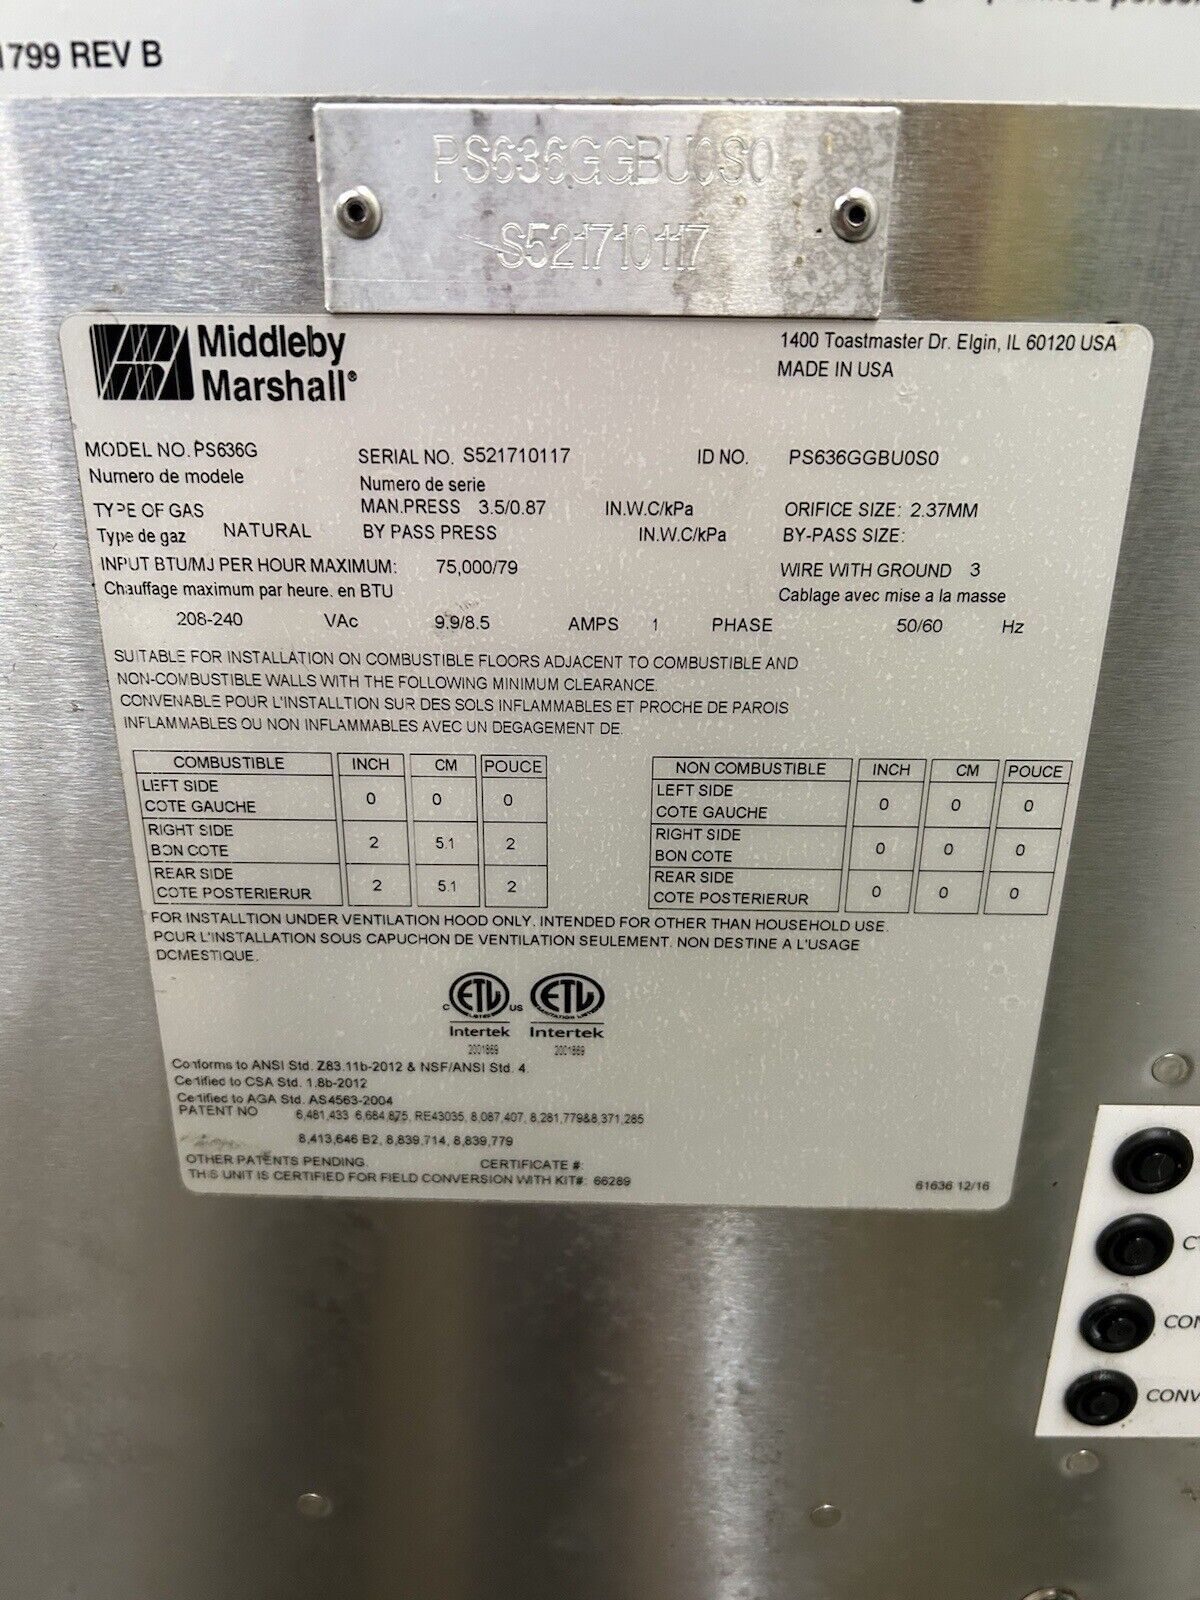 1799 REV B
PS636GGBU0S0
S521710117
Middleby
Marshall®
1400 Toastmaster Dr. Elgin, IL 60120 USA
MADE IN USA
MODEL NO. PS636G SERIAL NO. S521710117 ID NO. PS636GGBU0S0
Numero de modele Numero de serie
TYPE OF GAS MAN.PRESS 3.5/0.87 IN.W.C/kPa ORIFICE SIZE: 2.37MM
Type de gaz NATURAL BY PASS PRESS IN.W.C/kPa BY-PASS SIZE:
INPUT BTU/MJ PER HOUR MAXIMUM: 75,000/79 WIRE WITH GROUND 3
Chauffage maximum par heure. en BTU Cablage avec mise a la masse
208-240 VAc 9.9/8.5 AMPS 1 PHASE 50/60 Hz
SUITABLE FOR INSTALLATION ON COMBUSTIBLE FLOORS ADJACENT TO COMBUSTIBLE AND
NON-COMBUSTIBLE WALLS WITH THE FOLLOWING MINIMUM CLEARANCE.
CONVENABLE POUR L'INSTALLTION SUR DES SOLS INFLAMMABLES ET PROCHE DE PAROIS
INFLAMMABLES OU NON INFLAMMABLES AVEC UN DEGAGEMENT DE.
COMBUSTIBLE INCH CM POUCE
LEFT SIDE
COTE GAUCHE 0 0 0
RIGHT SIDE
BON COTE 2 5.1 2
REAR SIDE
COTE POSTERIERUR 2 5.1 2
NON COMBUSTIBLE INCH CM POUCE
LEFT SIDE
COTE GAUCHE 0 0 0
RIGHT SIDE
BON COTE 0 0 0
REAR SIDE
COTE POSTERIERUR 0 0 0
FOR INSTALLTION UNDER VENTILATION HOOD ONLY. INTENDED FOR OTHER THAN HOUSEHOLD USE.
POUR L'INSTALLATION SOUS CAPUCHON DE VENTILATION SEULEMENT. NON DESTINE A L'USAGE
DOMESTIQUE.
C ETL LISTED US
Intertek
2001869
ETL
Intertek
2001869
Conforms to ANSI Std. Z83.11b-2012 & NSF/ANSI Std. 4.
Certified to CSA Std. 1.8b-2012
Certified to AGA Std. AS4563-2004
PATENT NO 6,481,433 6,684,875, RE43035, 8,087,407, 8,281,779&8,371,285
8,413,646 B2, 8,839,714, 8,839,779
OTHER PATENTS PENDING. CERTIFICATE #:
THIS UNIT IS CERTIFIED FOR FIELD CONVERSION WITH KIT#: 66289
61636 12/16